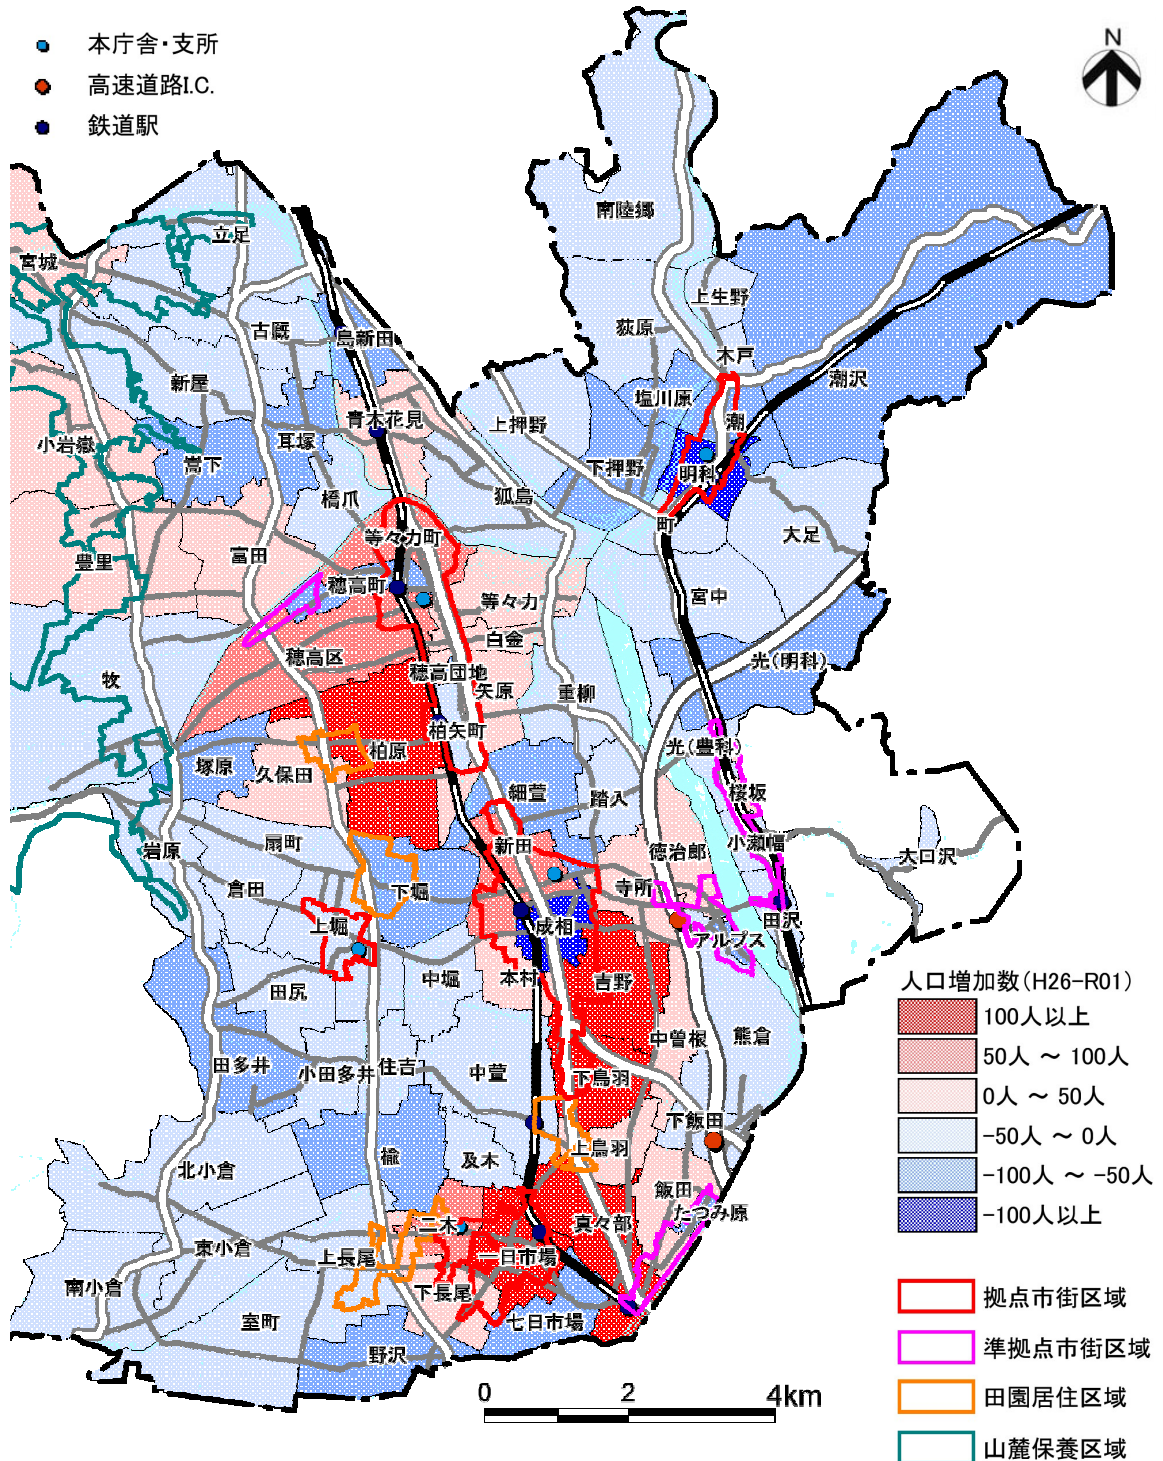 本庁舎・支所
高速道路I.C.
鉄道駅
N
南陸郷
立足
宮城
上生野
古厩
島新田
荻原
木戸
新屋
潮沢
塩川原
青木花見
上押野
潮
小岩嶽
耳塚
嵩下
下押野
明科
橋爪
狐島
町
等々力町
大足
富田
豊里
穂高町
宮中
等々力
白金
穂高区
光(明科)
穂高団地
牧
矢原
重柳
柏矢町
柏原
光(豊科)
塚原
久保田
細萱
踏入
桜坂
扇町
新田
小瀬幅
岩原
徳治郎
大口沢
倉田
下堀
寺所
上堀
成相
田沢
アルプス
中堀
本村
吉野
田尻
中曽根
熊倉
田多井
小田多井
住吉
中萱
下鳥羽
下飯田
上鳥羽
楡
及木
北小倉
飯田
たつみ原
二木
真々部
東小倉
上長尾
一日市場
南小倉
下長尾
室町
七日市場
野沢
人口増加数(H26-R01)
100人以上
50人 ~ 100人
0人 ~ 50人
-50人 ~ 0人
-100人 ~ -50人
-100人以上
拠点市街区域
準拠点市街区域
田園居住区域
山麓保養区域
0 2 4km